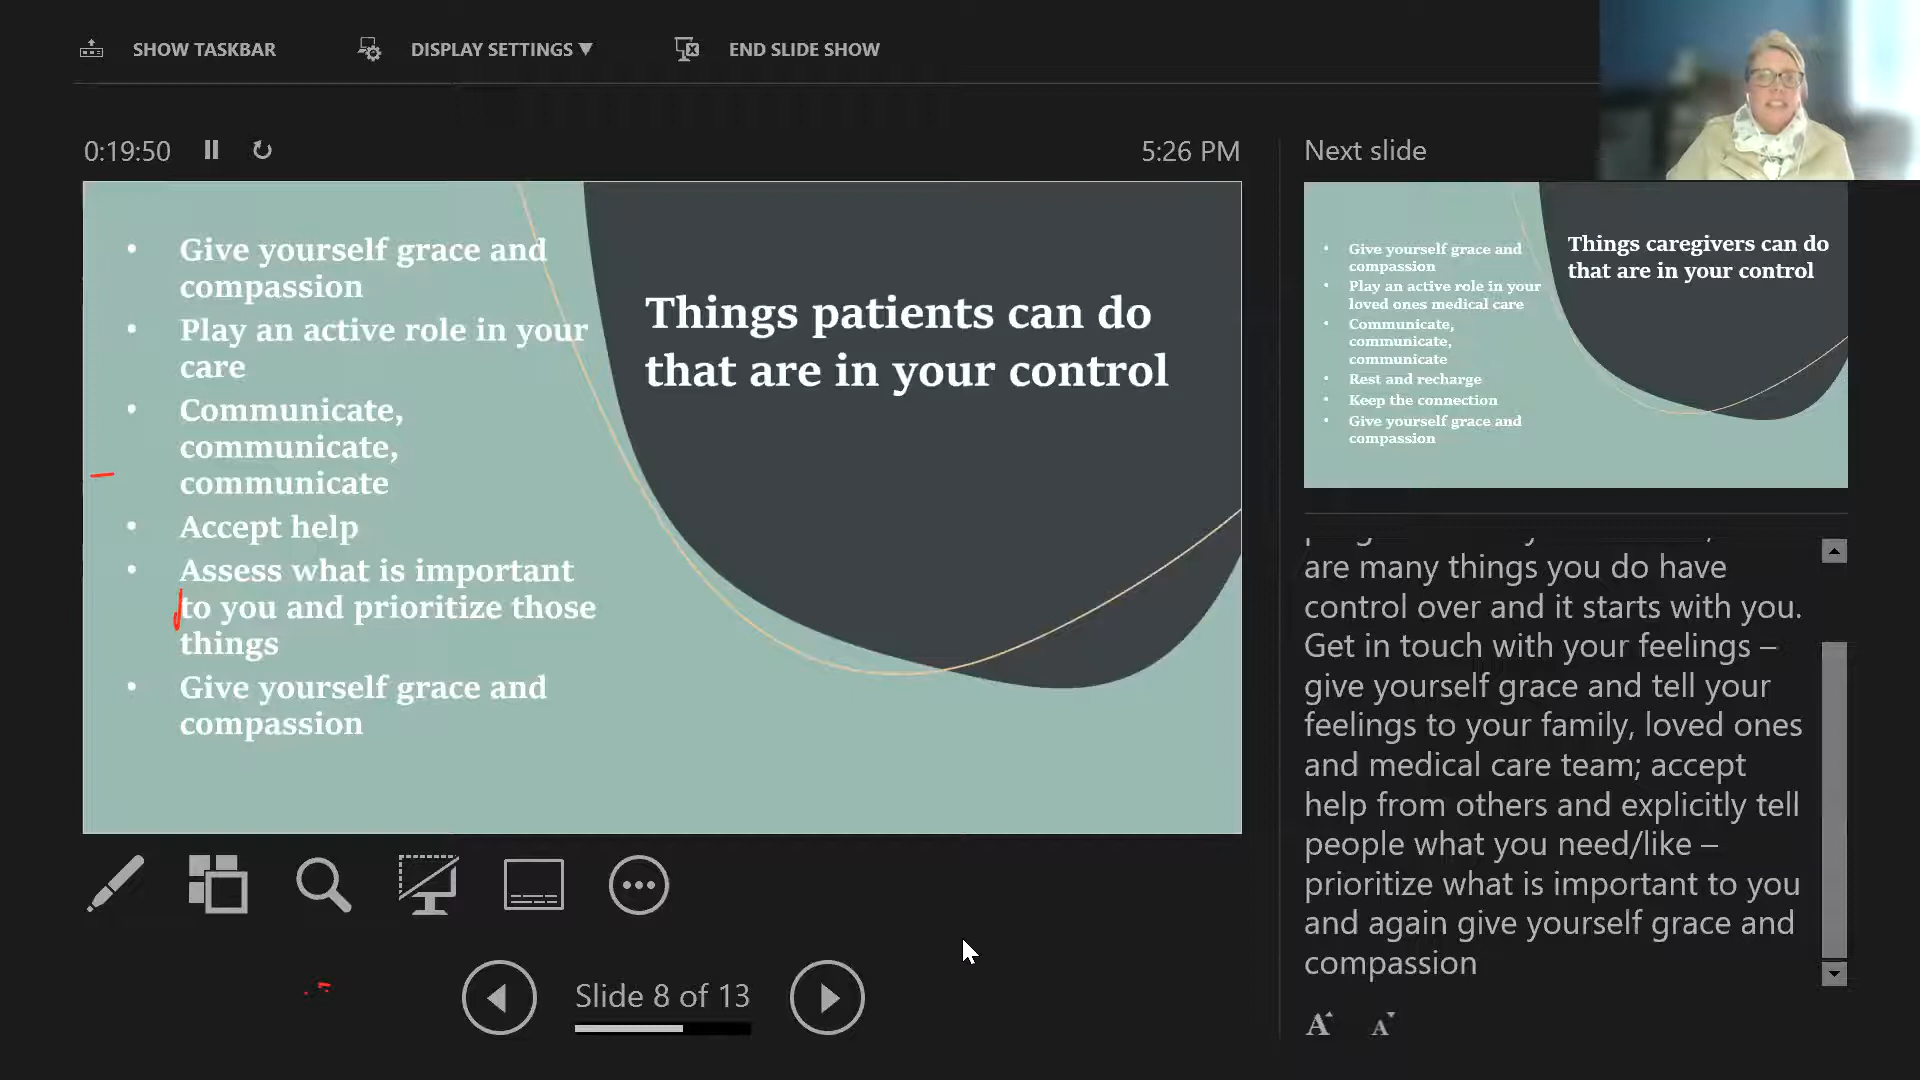 SHOW TASKBAR
DISPLAY SETTINGS ▼
END SLIDE SHOW
0:19:50
5:26 PM
Give yourself grace and
compassion
Play an active role in your
care
Communicate,
communicate,
communicate
Accept help
Assess what is important
to you and prioritize those
things
Give yourself grace and
compassion
Things patients can do
that are in your control
Slide 8 of 13
Next slide
Give yourself grace and
compassion
Play an active role in your
loved ones medical care
Communicate,
communicate,
communicate
Rest and recharge
Keep the connection
Give yourself grace and
compassion
Things caregivers can do
that are in your control
are many things you do have
control over and it starts with you.
Get in touch with your feelings –
give yourself grace and tell your
feelings to your family, loved ones
and medical care team; accept
help from others and explicitly tell
people what you need/like –
prioritize what is important to you
and again give yourself grace and
compassion
A A